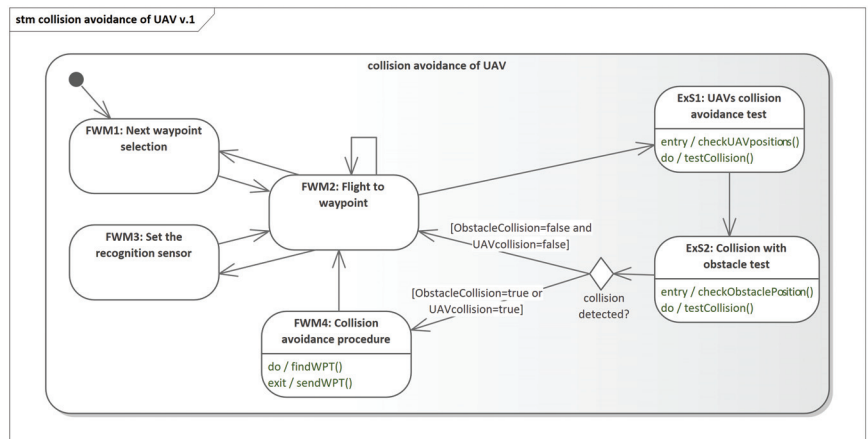 stm collision avoidance of UAV v.1
collision avoidance of UAV
FWM1: Next waypoint
selection
FWM2: Flight to
waypoint
FWM3: Set the
recognition sensor
FWM4: Collision
avoidance procedure
do / findWPT()
exit / sendWPT()
ExS1: UAVs collision
avoidance test
entry / checkUAVpositions()
do / testCollision()
ExS2: Collision with
obstacle test
entry / checkObstaclePosition()
do / testCollision()
[ObstacleCollision=false and
UAVcollision=false]
[ObstacleCollision=true or
UAVcollision=true]
collision
detected?